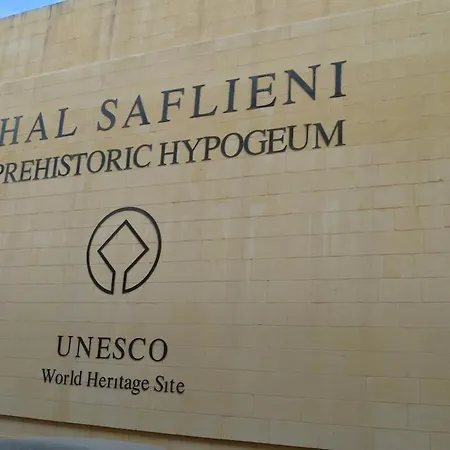 HAL SAFLIENI
PREHISTORIC HYPOGEUM
UNESCO
World Heritage Site